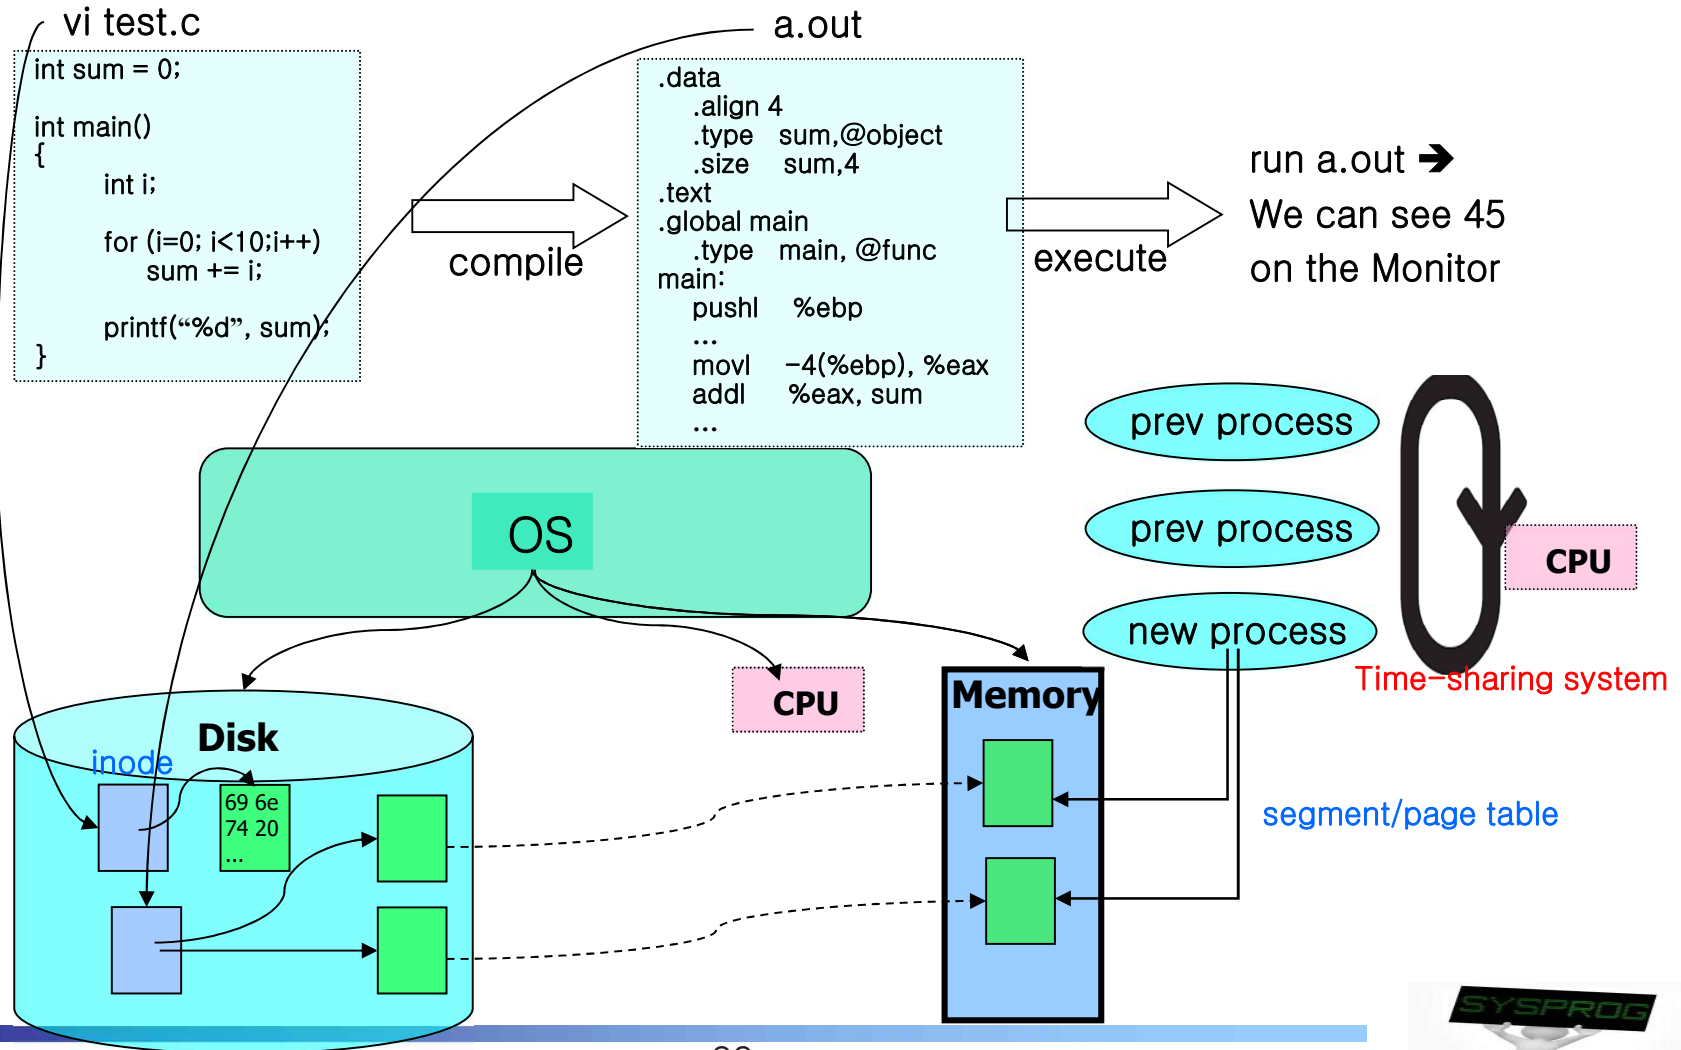 vi test.c
int sum = 0;
int main()
{
int i;
for (i=0; i<10;i++)
sum += i;
printf(“%d”, sum);
}
compile
a.out
.data
.align 4
.type sum,@object
.size sum,4
.text
.global main
.type main, @func
main:
pushl %ebp
...
movl -4(%ebp), %eax
addl %eax, sum
...
execute
run a.out ➔
We can see 45
on the Monitor
prev process
prev process
new process
CPU
Time-sharing system
OS
Disk
inode
69 6e
74 20
...
CPU
Memory
segment/page table
SYSPROG